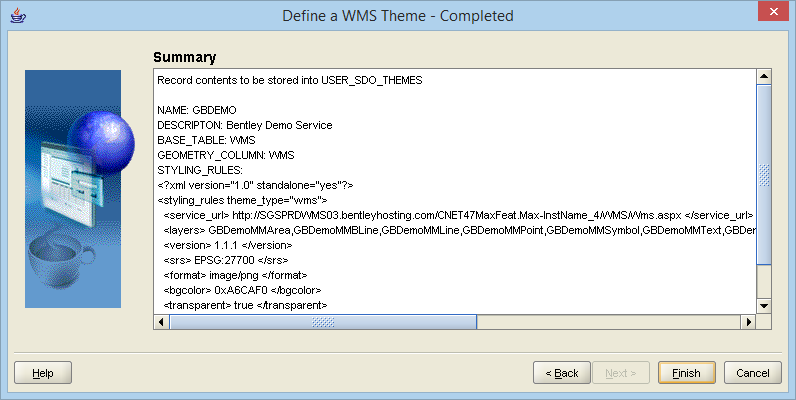 Define a WMS Theme - Completed
Summary
Record contents to be stored into USER_SDO_THEMES
NAME: GBDEMO
DESCRIPTON: Bentley Demo Service
BASE_TABLE: WMS
GEOMETRY_COLUMN: WMS
STYLING_RULES:
<?xml version="1.0" standalone="yes"?>
<styling_rules theme_type="wms">
<service_url> http://SGSPRDWMS03.bentleyhosting.com/CNET47MaxFeat.Max-InstName_4/WMS/Wms.aspx </service_url>
<layers> GBDemoMMArea,GBDemoMMBLine,GBDemoMMLine,GBDemoMMPoint,GBDemoMMSymbol,GBDemoMMText,GBDer
<version> 1.1.1 </version>
<srs> EPSG:27700 </srs>
<format> image/png </format>
<bgcolor> 0xA6CAF0 </bgcolor>
<transparent> true </transparent>
Help
< Back
Next >
Finish
Cancel